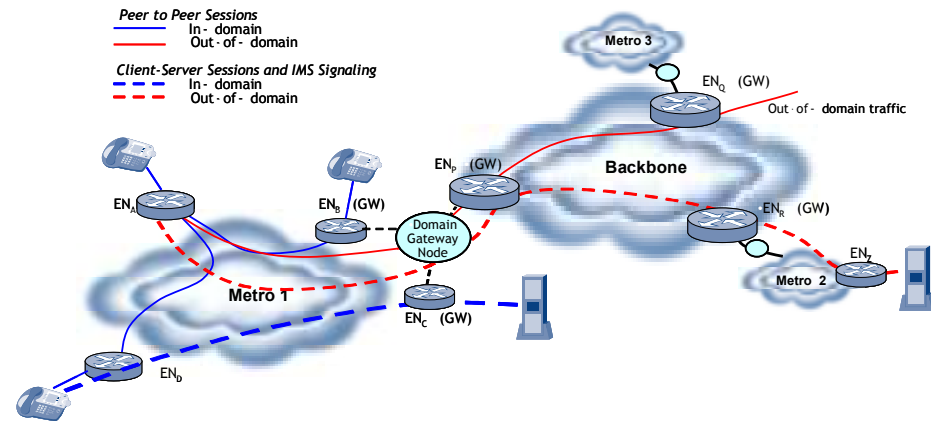 Peer to Peer Sessions
In - domain
Out - of - domain
Client-Server Sessions and IMS Signaling
In - domain
Out - of - domain
Metro 3
ENQ (GW)
Out - of - domain traffic
ENP (GW)
Backbone
ENA
ENB (GW)
Domain
Gateway
Node
ENR (GW)
ENZ
Metro 1
Metro 2
ENC (GW)
END